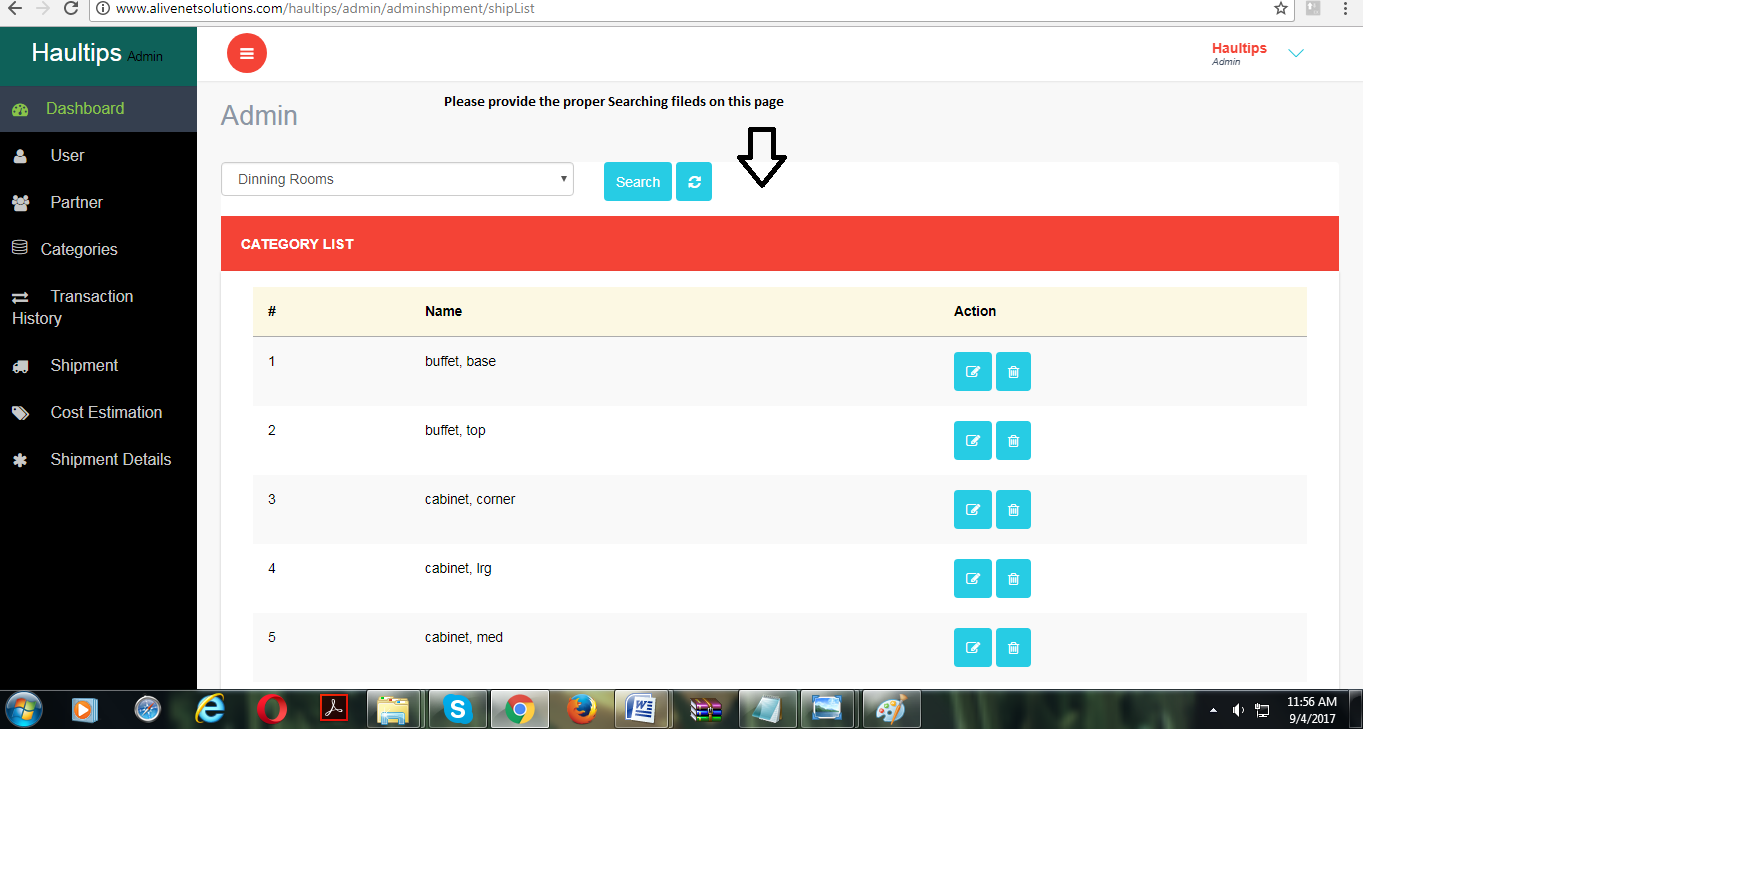 www.alivenetsolutions.com/haultips/admin/adminshipment/shipList
Haultips Admin
Haultips
Admin
Dashboard
User
Partner
Categories
Transaction
History
Shipment
Cost Estimation
Shipment Details
Please provide the proper Searching fileds on this page
Admin
Dinning Rooms
Search
CATEGORY LIST
# Name Action
1 buffet, base
2 buffet, top
3 cabinet, corner
4 cabinet, lrg
5 cabinet, med
11:56 AM
9/4/2017